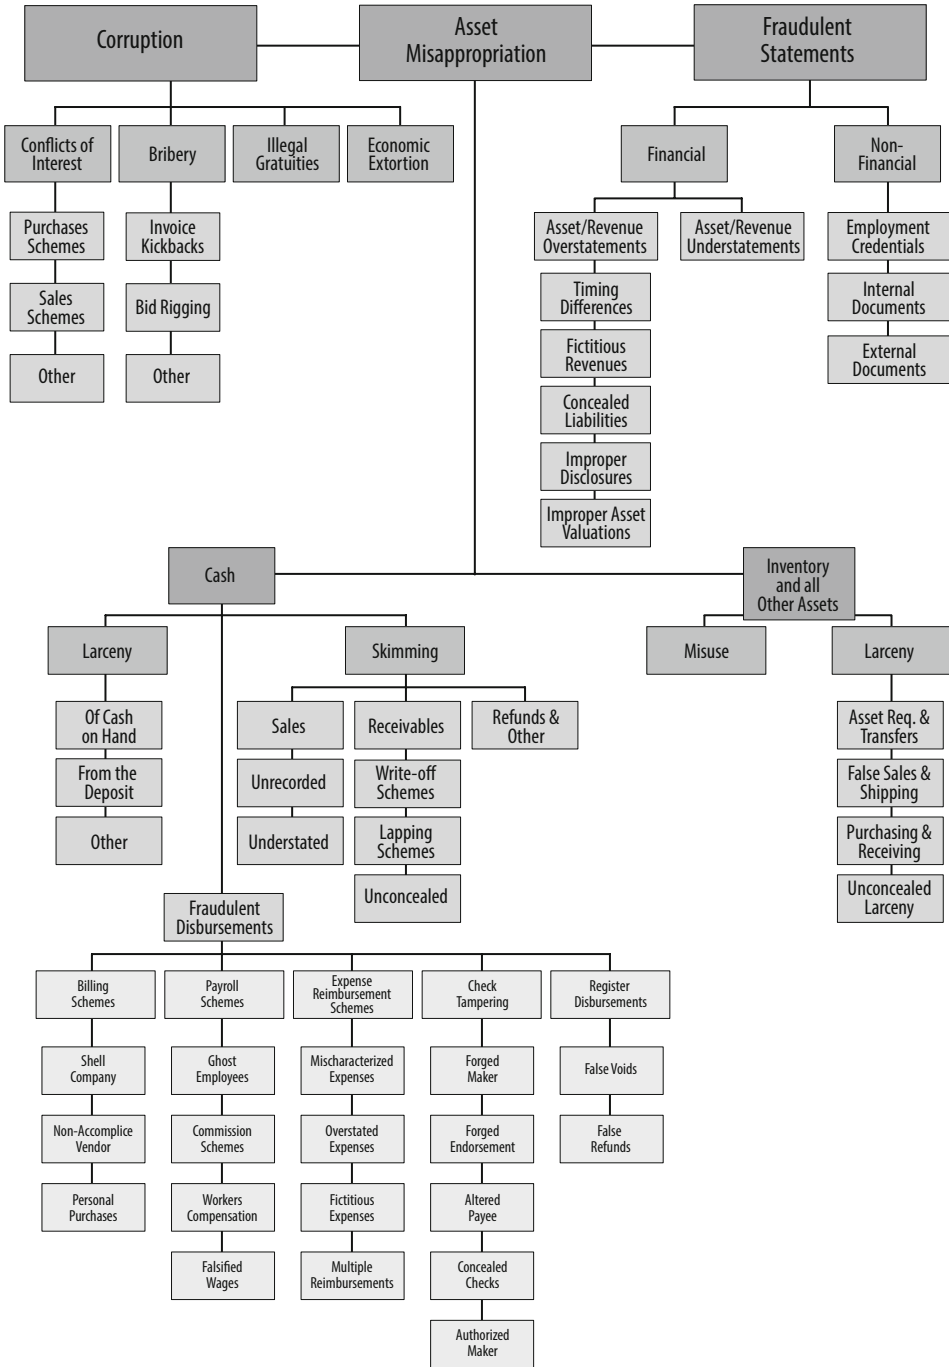 Corruption
Asset
Misappropriation
Fraudulent
Statements
Conflicts of
Interest
Bribery
Illegal
Gratuities
Economic
Extortion
Financial
Non-
Financial
Purchases
Schemes
Invoice
Kickbacks
Asset/Revenue
Overstatements
Asset/Revenue
Understatements
Employment
Credentials
Sales
Schemes
Bid Rigging
Timing
Differences
Internal
Documents
Other
Other
Fictitious
Revenues
External
Documents
Concealed
Liabilities
Improper
Disclosures
Improper Asset
Valuations
Cash
Inventory
and all
Other Assets
Larceny
Skimming
Misuse
Larceny
Of Cash
on Hand
Sales
Receivables
Refunds &
Other
Asset Req. &
Transfers
From the
Deposit
Unrecorded
Write-off
Schemes
False Sales &
Shipping
Other
Understated
Lapping
Schemes
Purchasing &
Receiving
Unconcealed
Unconcealed
Larceny
Fraudulent
Disbursements
Billing
Schemes
Payroll
Schemes
Expense
Reimbursement
Schemes
Check
Tampering
Register
Disbursements
Shell
Company
Ghost
Employees
Mischaracterized
Expenses
Forged
Maker
False Voids
Non-Accomplice
Vendor
Commission
Schemes
Overstated
Expenses
Forged
Endorsement
False
Refunds
Personal
Purchases
Workers
Compensation
Fictitious
Expenses
Altered
Payee
Falsified
Wages
Multiple
Reimbursements
Concealed
Checks
Authorized
Maker